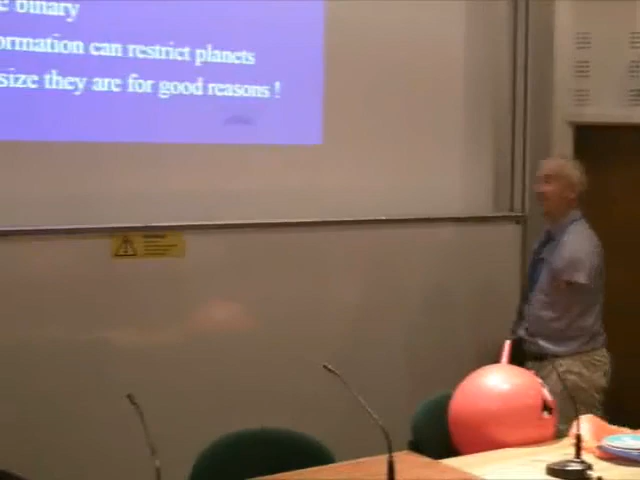 e binary
ormation can restrict planets
size they are for good reasons !